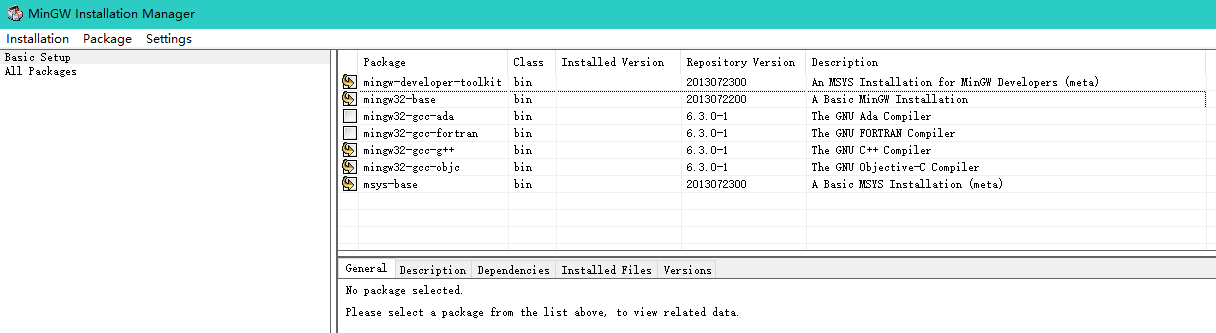 MinGW Installation Manager
Installation Package Settings
Basic Setup
All Packages
Package Class Installed Version Repository Version Description
mingw-developer-toolkit bin 2013072300 An MSYS Installation for MinGW Developers (meta)
mingw32-base bin 2013072200 A Basic MinGW Installation
mingw32-gcc-ada bin 6.3.0-1 The GNU Ada Compiler
mingw32-gcc-fortran bin 6.3.0-1 The GNU FORTRAN Compiler
mingw32-gcc-g++ bin 6.3.0-1 The GNU C++ Compiler
mingw32-gcc-objc bin 6.3.0-1 The GNU Objective-C Compiler
msys-base bin 2013072300 A Basic MSYS Installation (meta)
General Description Dependencies Installed Files Versions
No package selected.
Please select a package from the list above, to view related data.